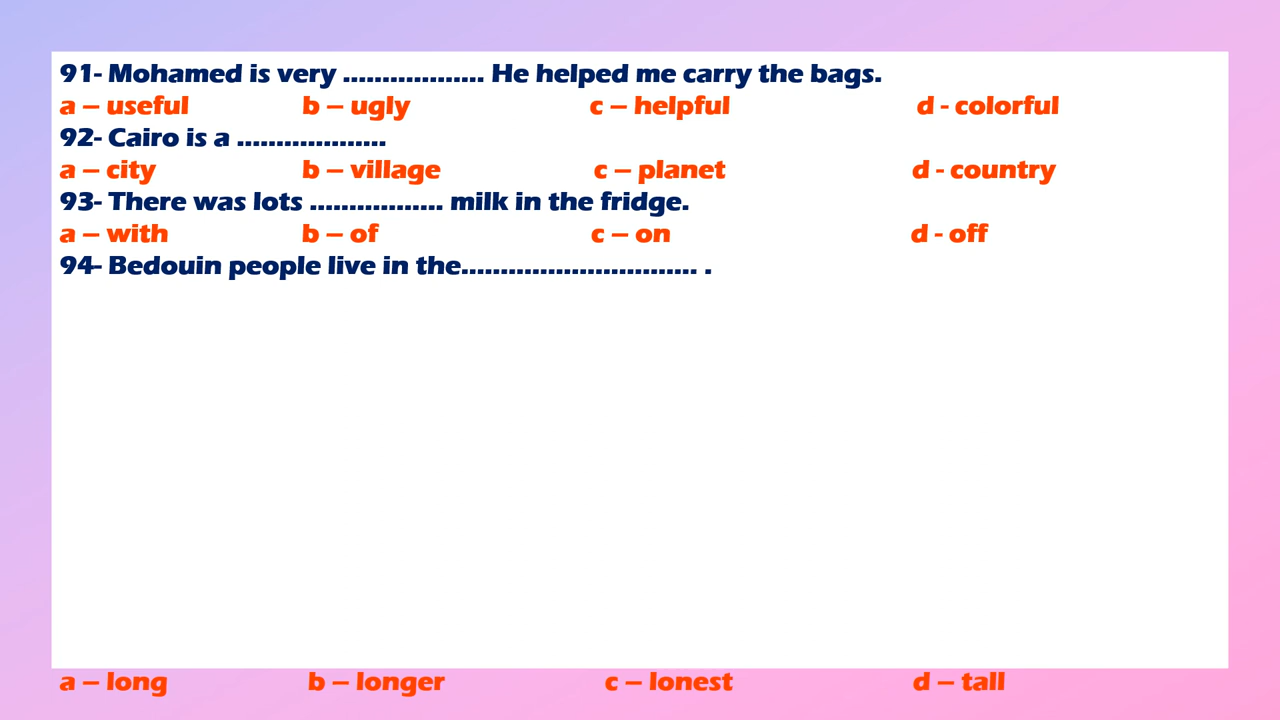 91- Mohamed is very .................. He helped me carry the bags.
a – useful b – ugly c – helpful d - colorful
92- Cairo is a ...................
a – city b – village c – planet d - country
93- There was lots ................. milk in the fridge.
a – with b – of c – on d - off
94- Bedouin people live in the.............................. .
a – long b – longer c – lonest d – tall